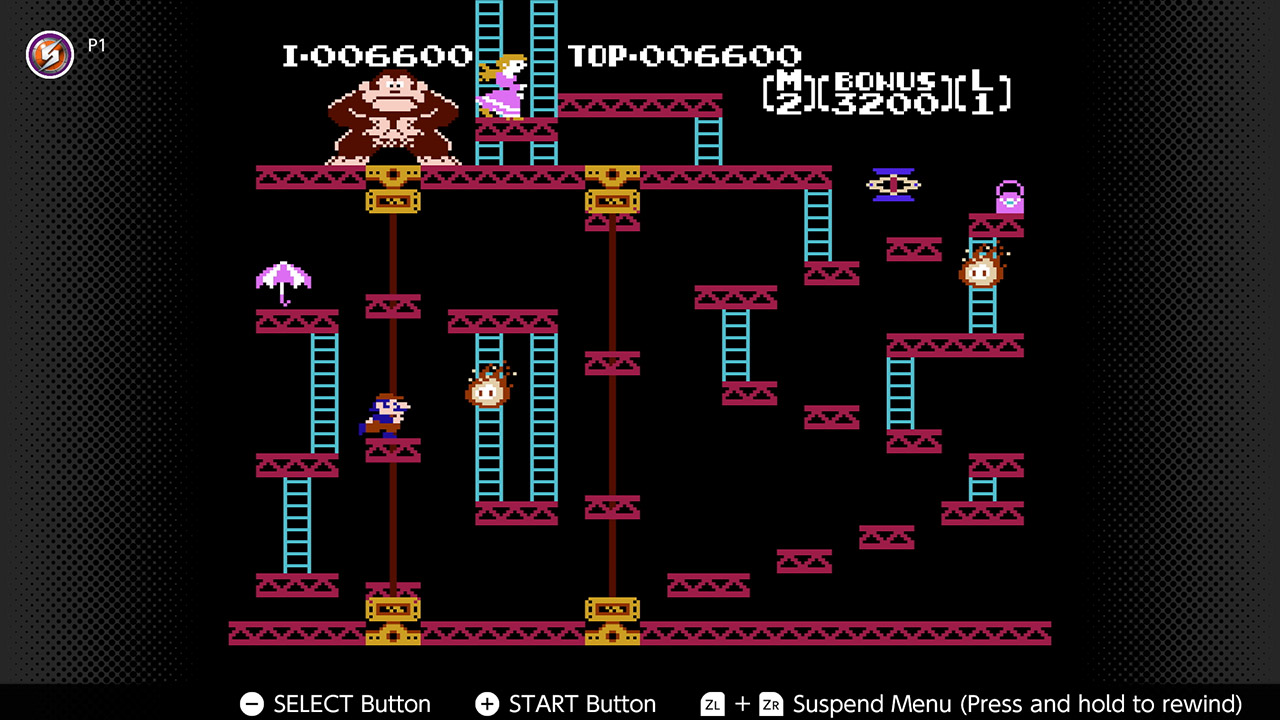 P1
I-006600 TOP-006600
[M][BONUS][L]
[2][3200][1]
SELECT Button START Button ZL + ZR Suspend Menu (Press and hold to rewind)